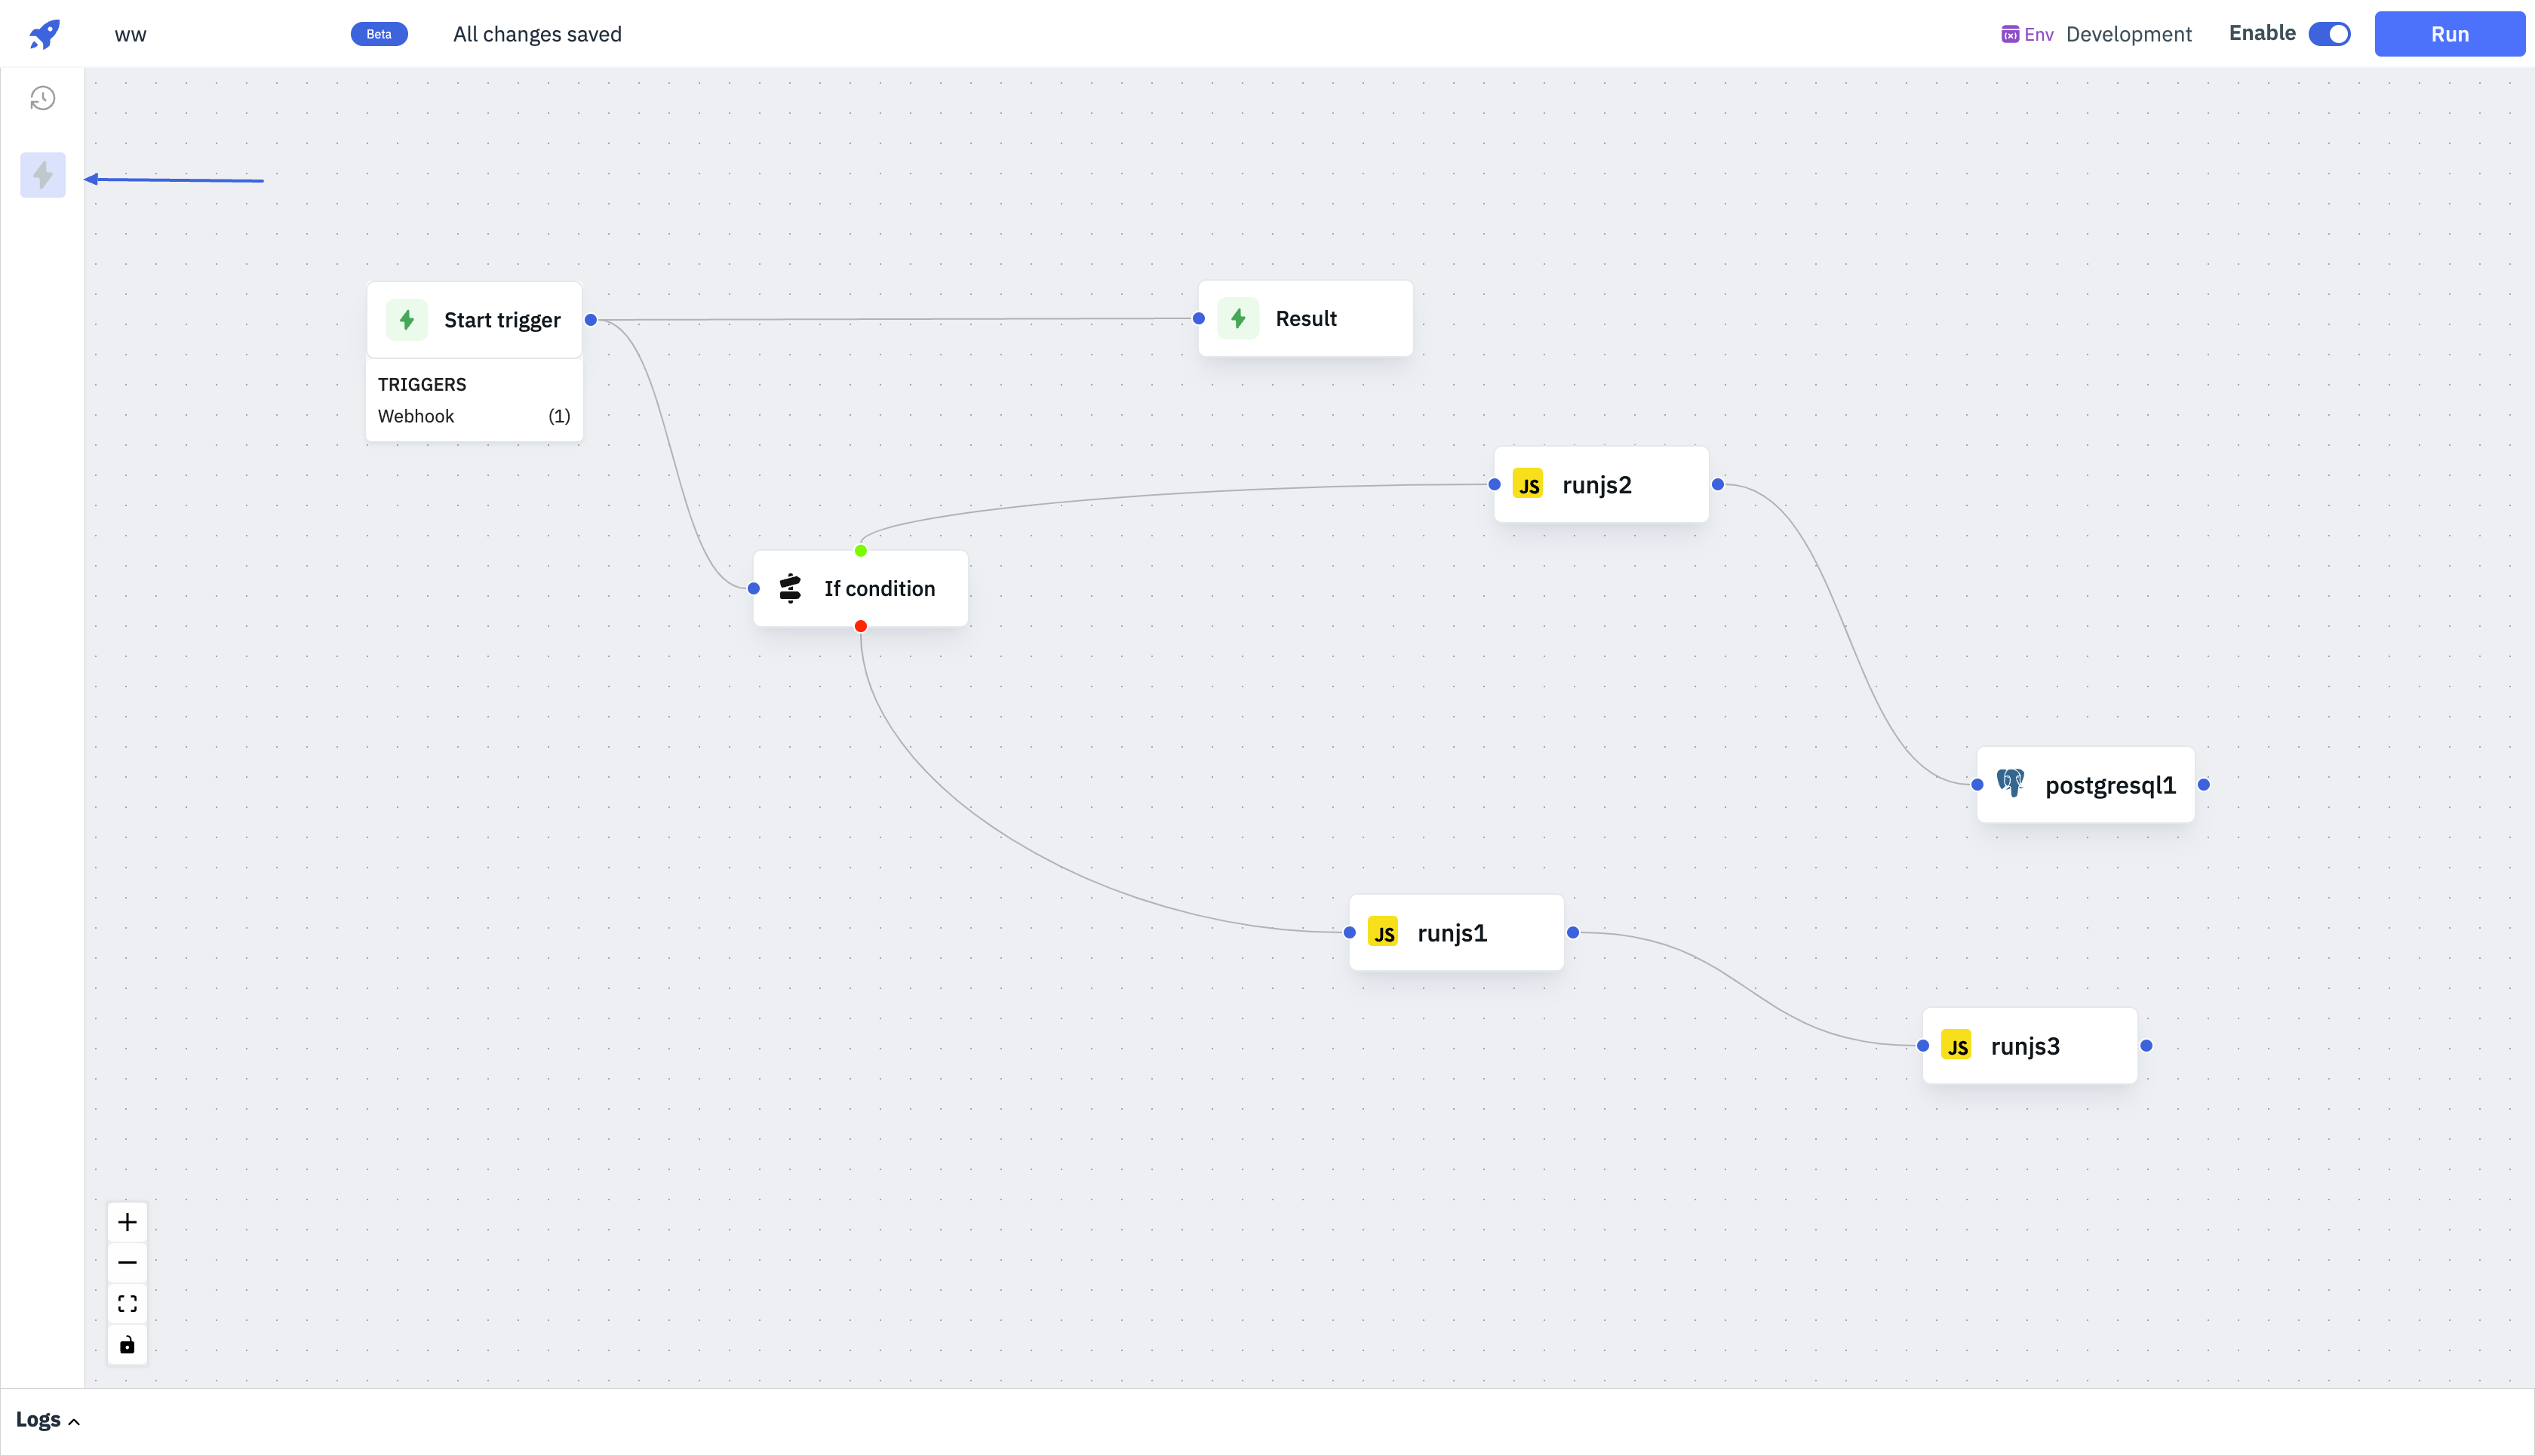 ww
Beta
All changes saved
Env
Development
Enable
Run
Start trigger
TRIGGERS
Webhook (1)
Result
JS runjs2
If condition
postgresql1
JS runjs1
JS runjs3
Logs